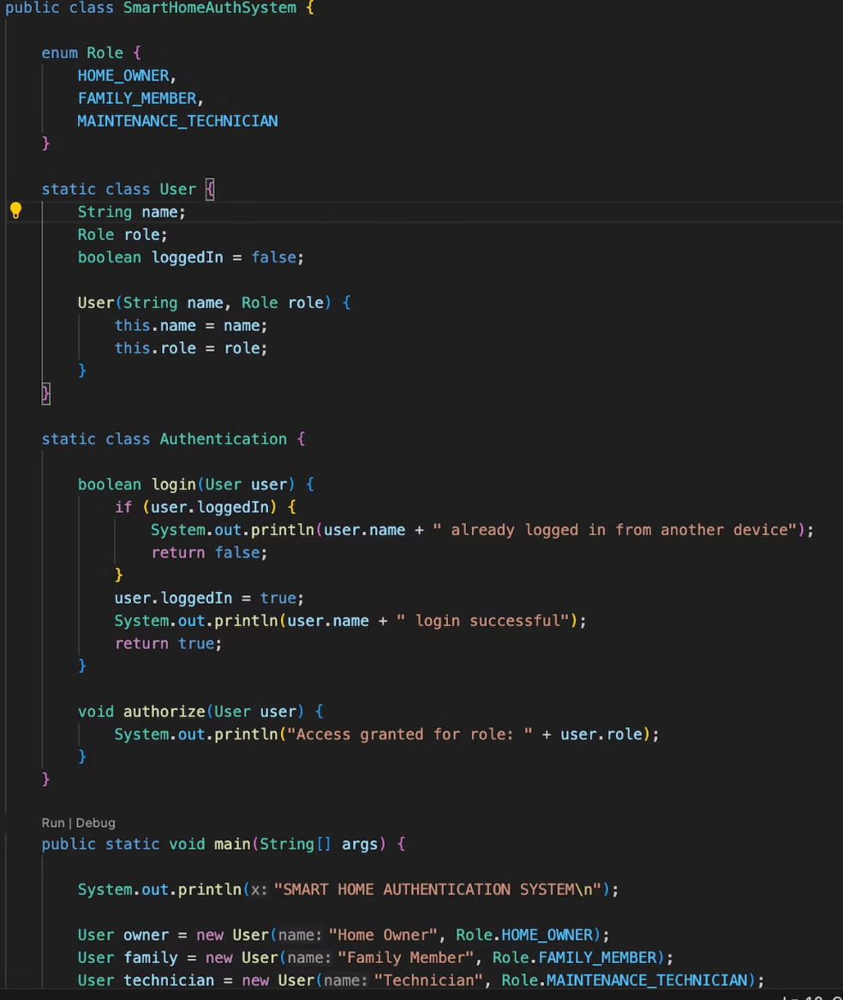 public class SmartHomeAuthSystem {
enum Role {
HOME_OWNER,
FAMILY_MEMBER,
MAINTENANCE_TECHNICIAN
}
static class User {
String name;
Role role;
boolean loggedIn = false;
User(String name, Role role) {
this.name = name;
this.role = role;
}
}
static class Authentication {
boolean login(User user) {
if (user.loggedIn) {
System.out.println(user.name + " already logged in from another device");
return false;
}
user.loggedIn = true;
System.out.println(user.name + " login successful");
return true;
}
void authorize(User user) {
System.out.println("Access granted for role: " + user.role);
}
}
Run | Debug
public static void main(String[] args) {
System.out.println(x: "SMART HOME AUTHENTICATION SYSTEM\n");
User owner = new User(name: "Home Owner", Role.HOME_OWNER);
User family = new User(name: "Family Member", Role.FAMILY_MEMBER);
User technician = new User(name: "Technician", Role.MAINTENANCE_TECHNICIAN);